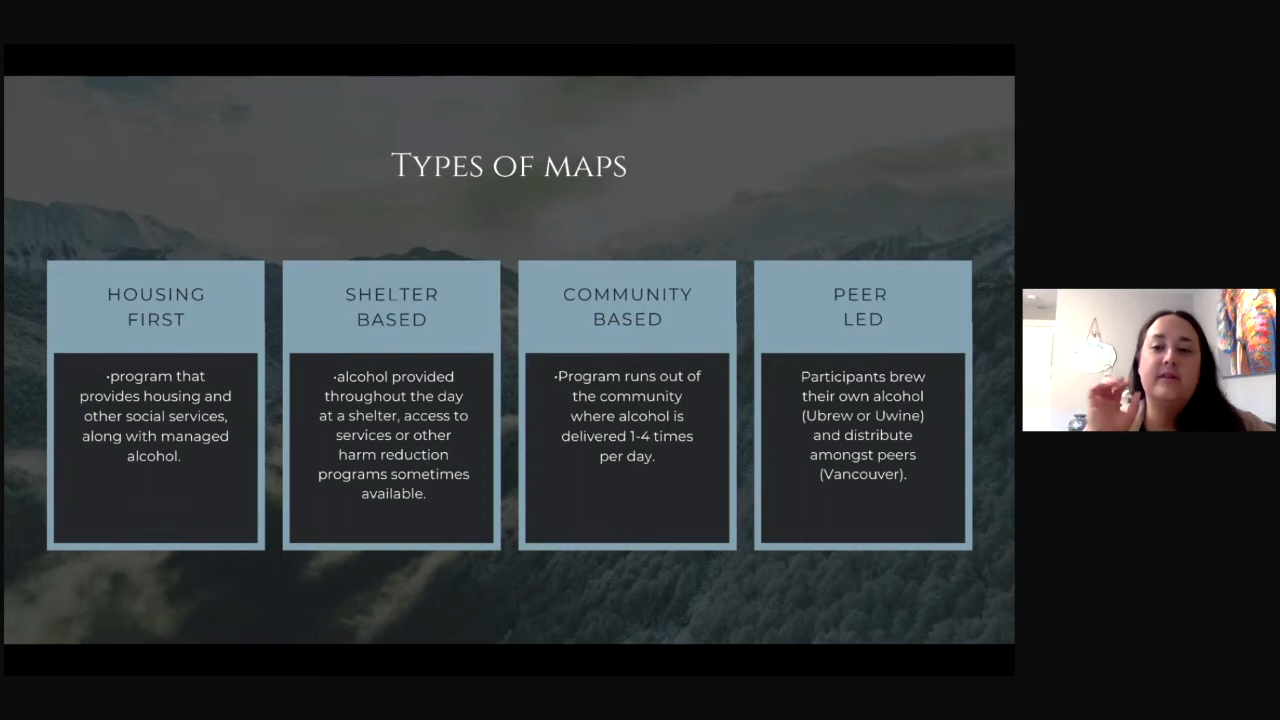 TYPES OF MAPS
HOUSING
FIRST
•program that
provides housing and
other social services,
along with managed
alcohol.
SHELTER
BASED
•alcohol provided
throughout the day
at a shelter, access to
services or other
harm reduction
programs sometimes
available.
COMMUNITY
BASED
•Program runs out of
the community
where alcohol is
delivered 1-4 times
per day.
PEER
LED
Participants brew
their own alcohol
(Ubrew or Uwine)
and distribute
amongst peers
(Vancouver).